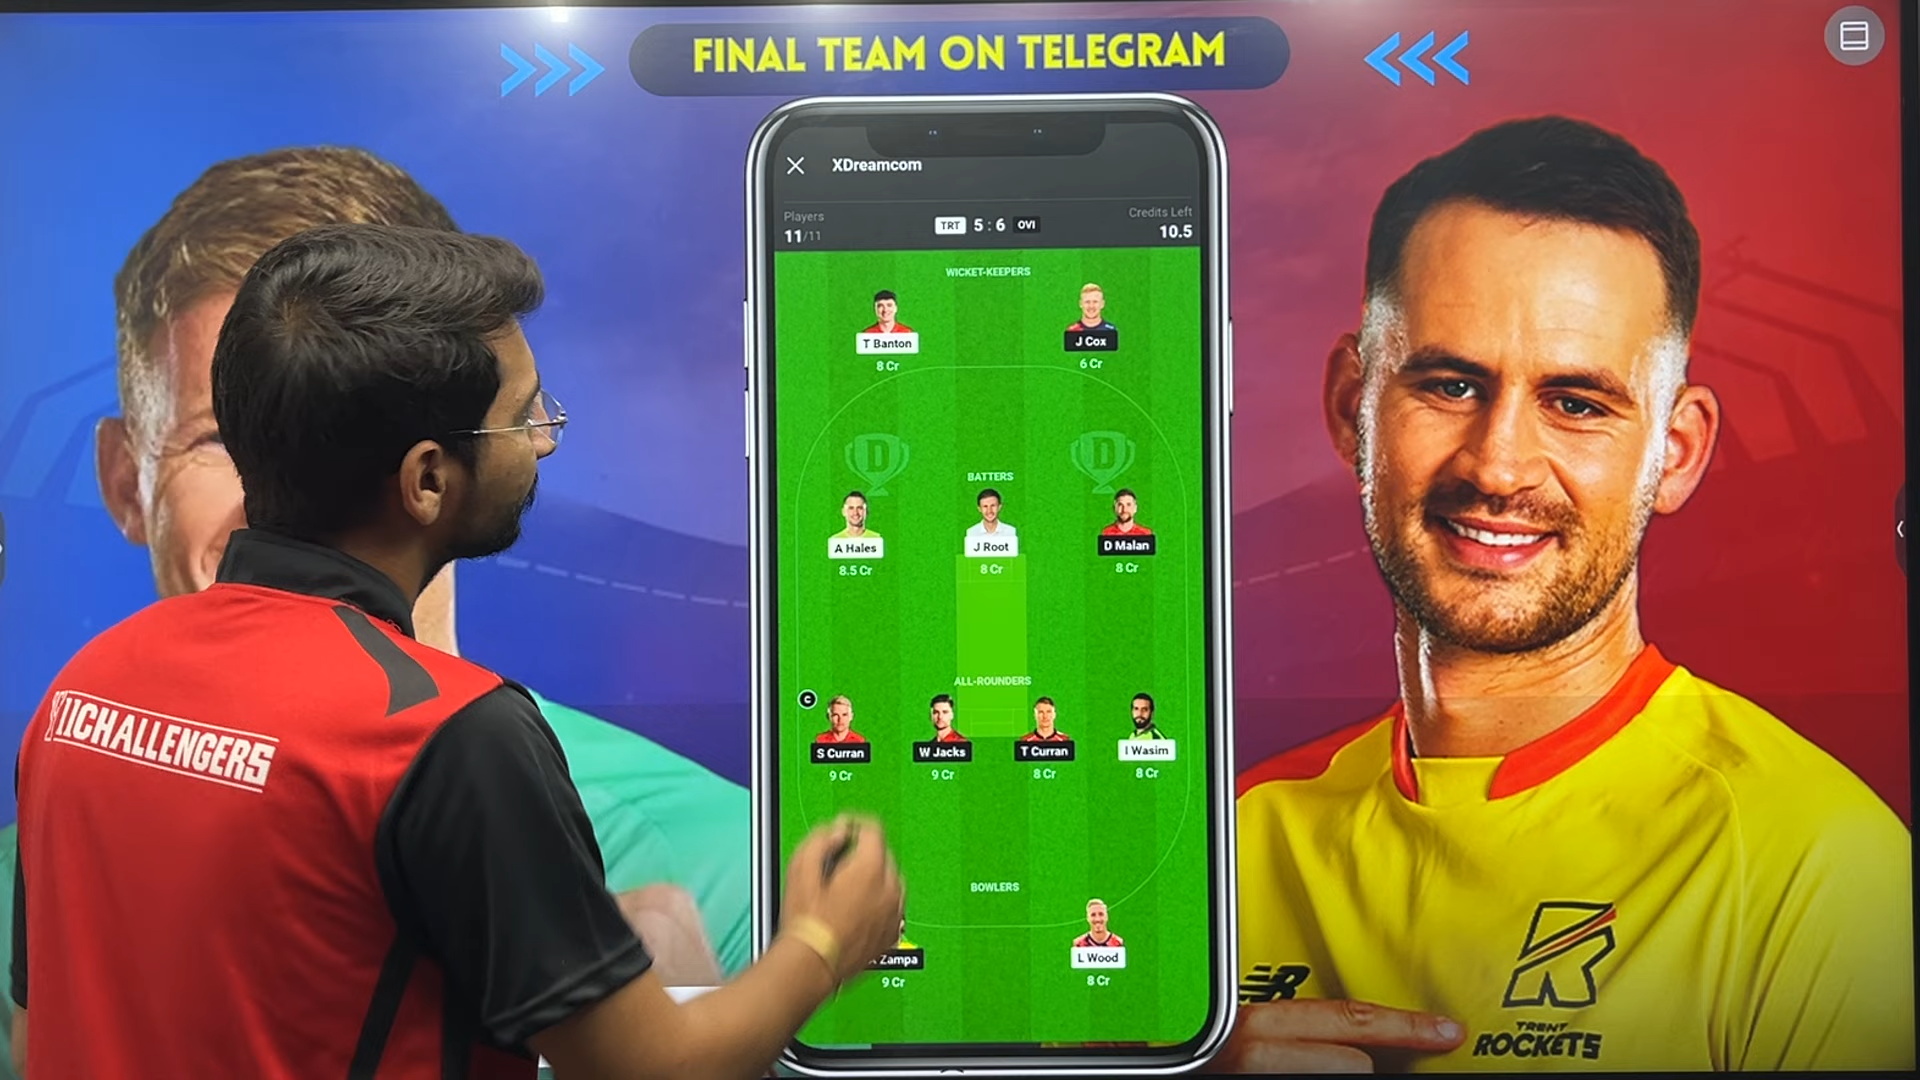 FINAL TEAM ON TELEGRAM
XDreamcom
Players
11/11
TRT 5 : 6 OVI
Credits Left
10.5
WICKET-KEEPERS
T Banton
8 Cr
J Cox
6 Cr
D
D
BATTERS
A Hales
8.5 Cr
J Root
8 Cr
D Malan
8 Cr
ALL-ROUNDERS
C
S Curran
9 Cr
W Jacks
9 Cr
T Curran
8 Cr
I Wasim
8 Cr
BOWLERS
Zampa
9 Cr
L Wood
8 Cr
11CHALLENGERS
NB
R
TRENT
ROCKETS